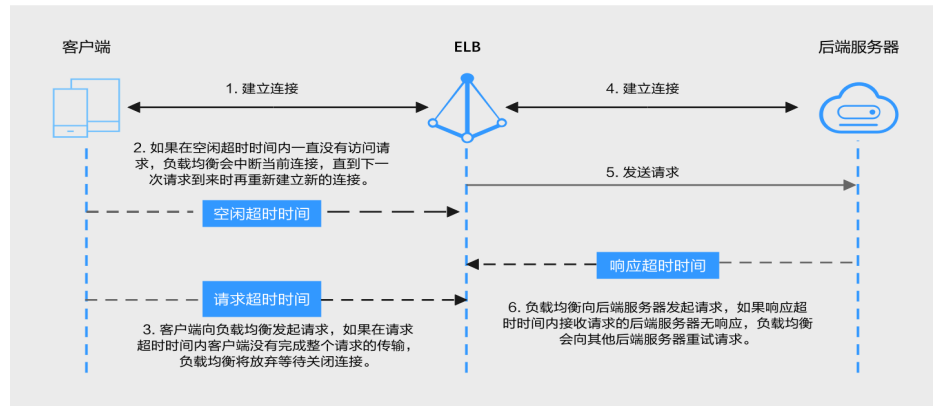 客户端
ELB
后端服务器
1. 建立连接
4. 建立连接
2. 如果在空闲超时时间内一直没有访问请
求，负载均衡会中断当前连接，直到下一
次请求到来时再重新建立新的连接。
5. 发送请求
空闲超时时间
响应超时时间
请求超时时间
3. 客户端向负载均衡发起请求，如果在请求
超时时间内客户端没有完成整个请求的传输，
负载均衡将放弃等待关闭连接。
6. 负载均衡向后端服务器发起请求，如果响应超
时时间内接收请求的后端服务器无响应，负载均衡
会向其他后端服务器重试请求。